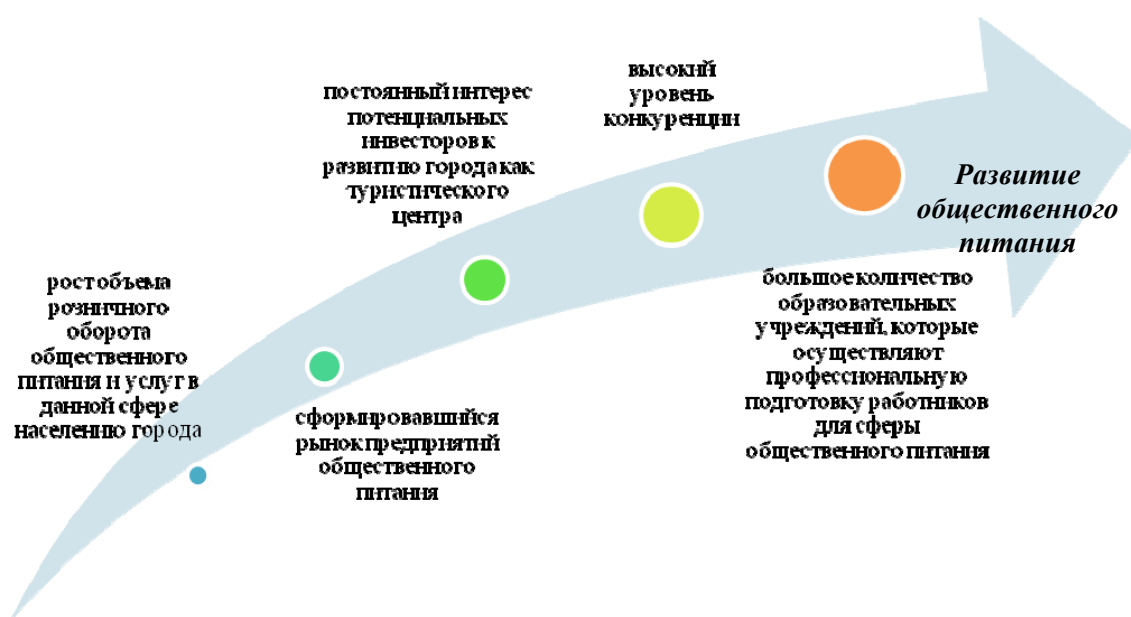 рост объема
розничного
оборота
общественного
питания и услуг в
данной сфере
населению города
сформировавшийся
рынок предприятий
общественного
питания
постоянный интерес
потенциальных
инвесторов к
развитию города как
туристического
центра
высокий
уровень
конкуренции
большое количество
образовательных
учреждений, которые
осуществляют
профессиональную
подготовку работников
для сферы
общественного питания
Развитие
общественного
питания